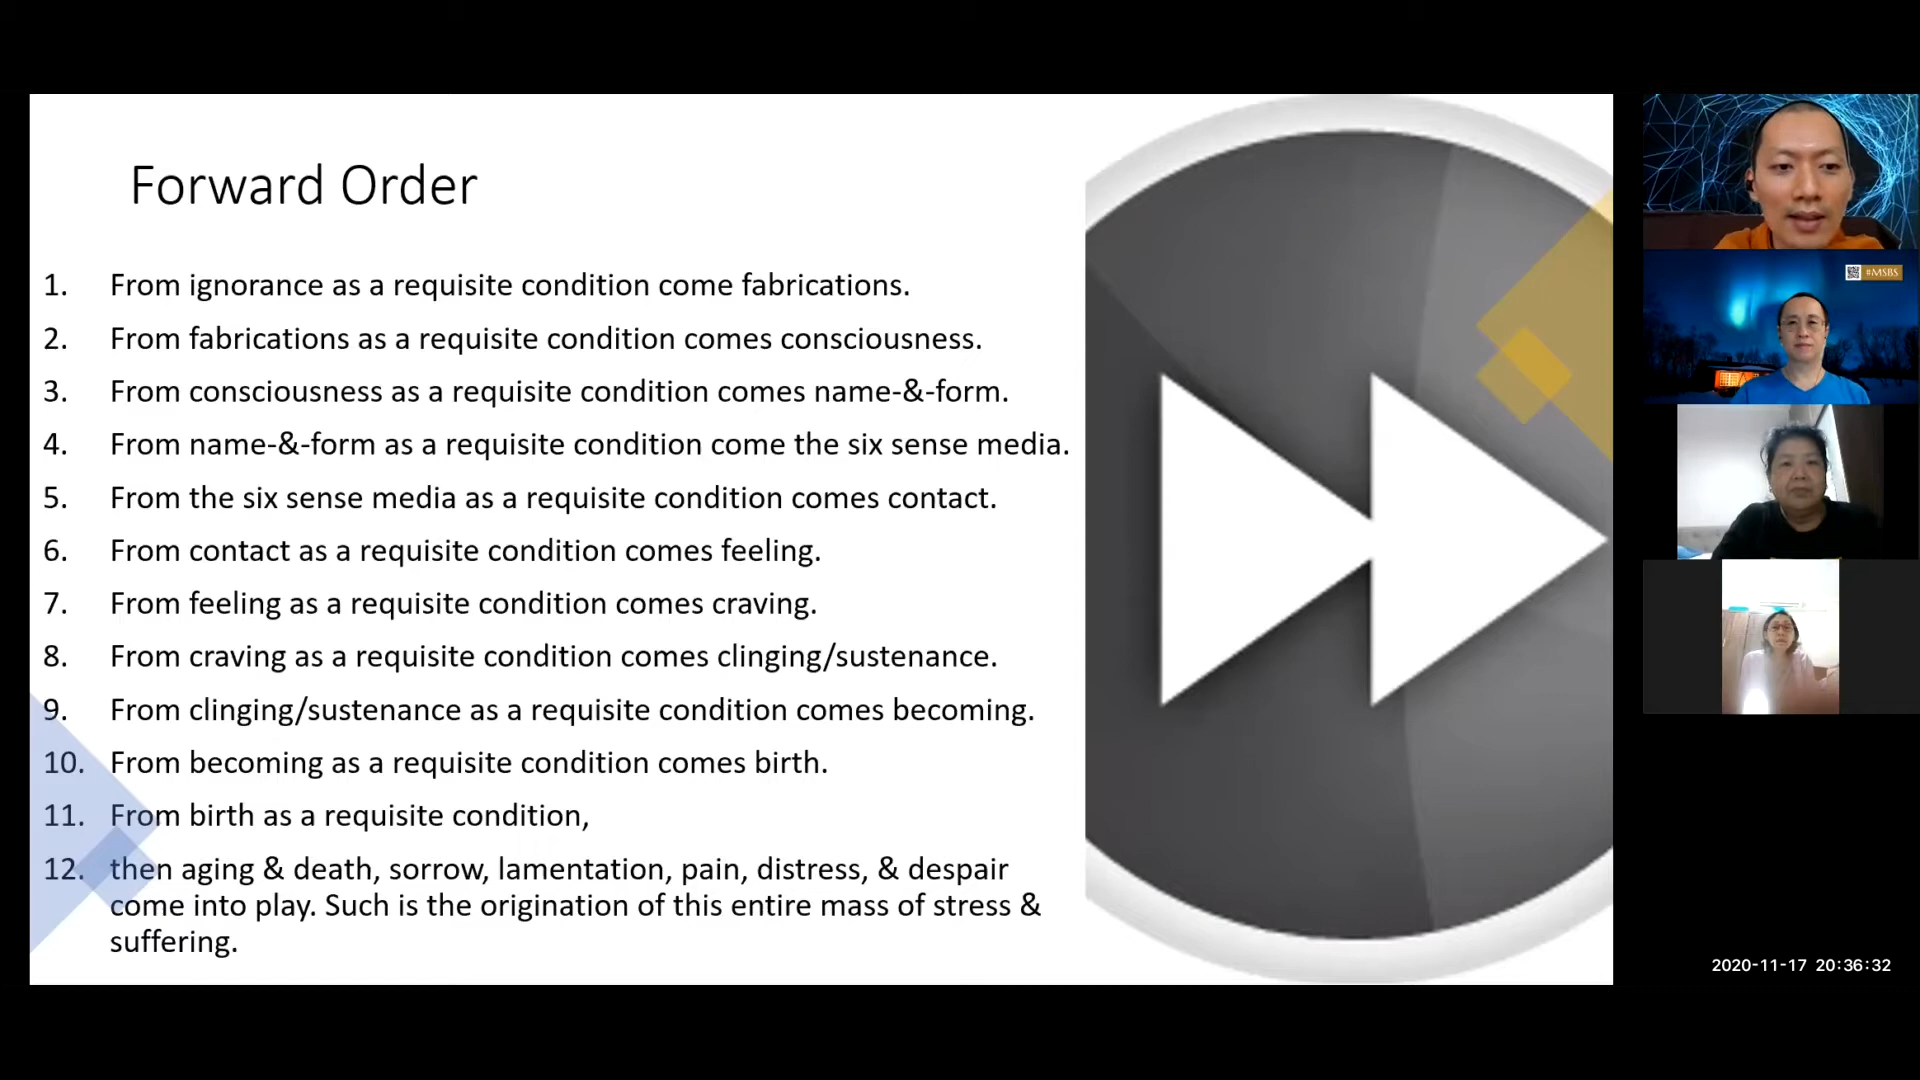 Forward Order
1. From ignorance as a requisite condition come fabrications.
2. From fabrications as a requisite condition comes consciousness.
3. From consciousness as a requisite condition comes name-&-form.
4. From name-&-form as a requisite condition come the six sense media.
5. From the six sense media as a requisite condition comes contact.
6. From contact as a requisite condition comes feeling.
7. From feeling as a requisite condition comes craving.
8. From craving as a requisite condition comes clinging/sustenance.
9. From clinging/sustenance as a requisite condition comes becoming.
10. From becoming as a requisite condition comes birth.
11. From birth as a requisite condition,
12. then aging & death, sorrow, lamentation, pain, distress, & despair
come into play. Such is the origination of this entire mass of stress &
suffering.
#MSBS
2020-11-17 20:36:32